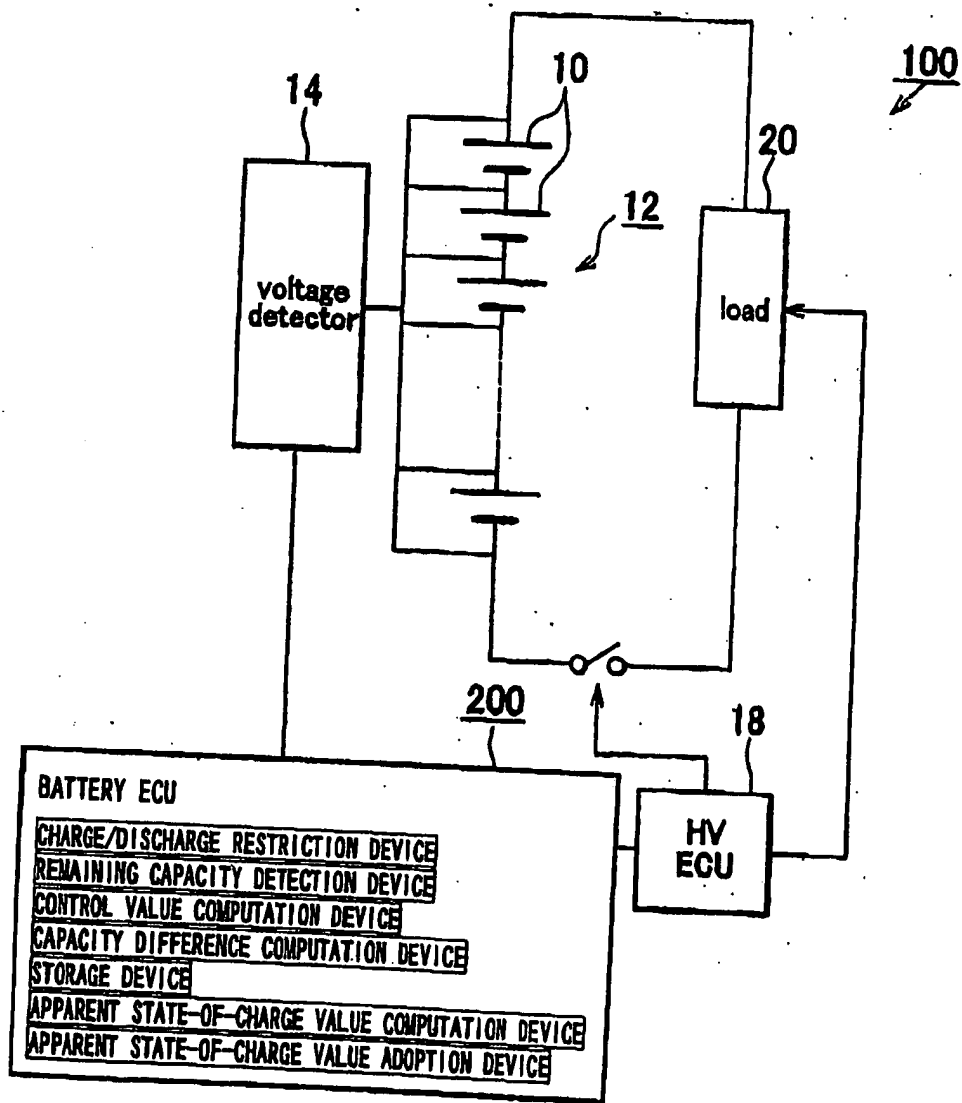 100
14
10
20
12
voltage
detector
load
200
18
BATTERY ECU
CHARGE/DISCHARGE RESTRICTION DEVICE
REMAINING CAPACITY DETECTION DEVICE
CONTROL VALUE COMPUTATION DEVICE
CAPACITY DIFFERENCE COMPUTATION DEVICE
STORAGE DEVICE
APPARENT STATE-OF-CHARGE VALUE COMPUTATION DEVICE
APPARENT STATE-OF-CHARGE VALUE ADOPTION DEVICE
HV
ECU